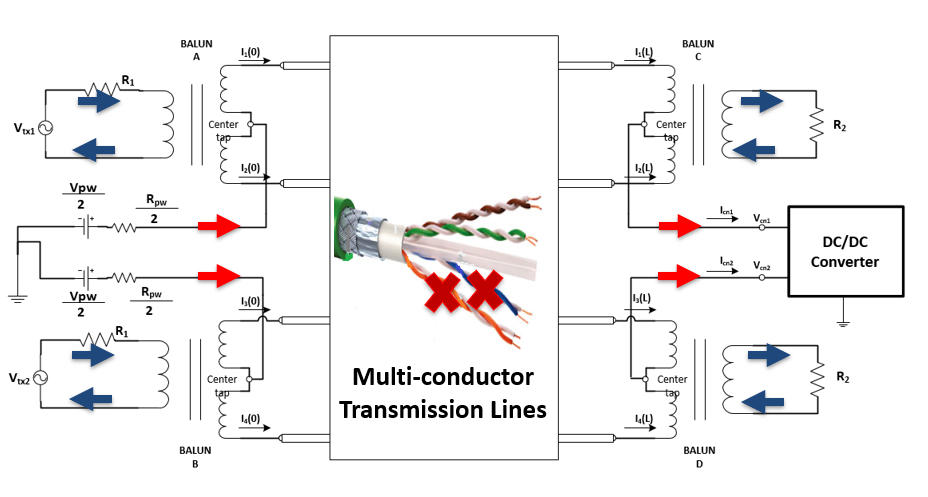 BALUN
A
I₁(0)
R₁
Vtx1
Center
tap
I₂(0)
Vpw
2
Rpw
2
Vpw
2
Rpw
2
I₃(0)
R₁
Vtx2
Center
tap
I₄(0)
BALUN
B
Multi-conductor
Transmission Lines
I₁(L)
BALUN
C
Center
tap
R₂
I₂(L)
Icn1
Vcn1
Icn2
Vcn2
DC/DC
Converter
I₃(L)
Center
tap
R₂
I₄(L)
BALUN
D